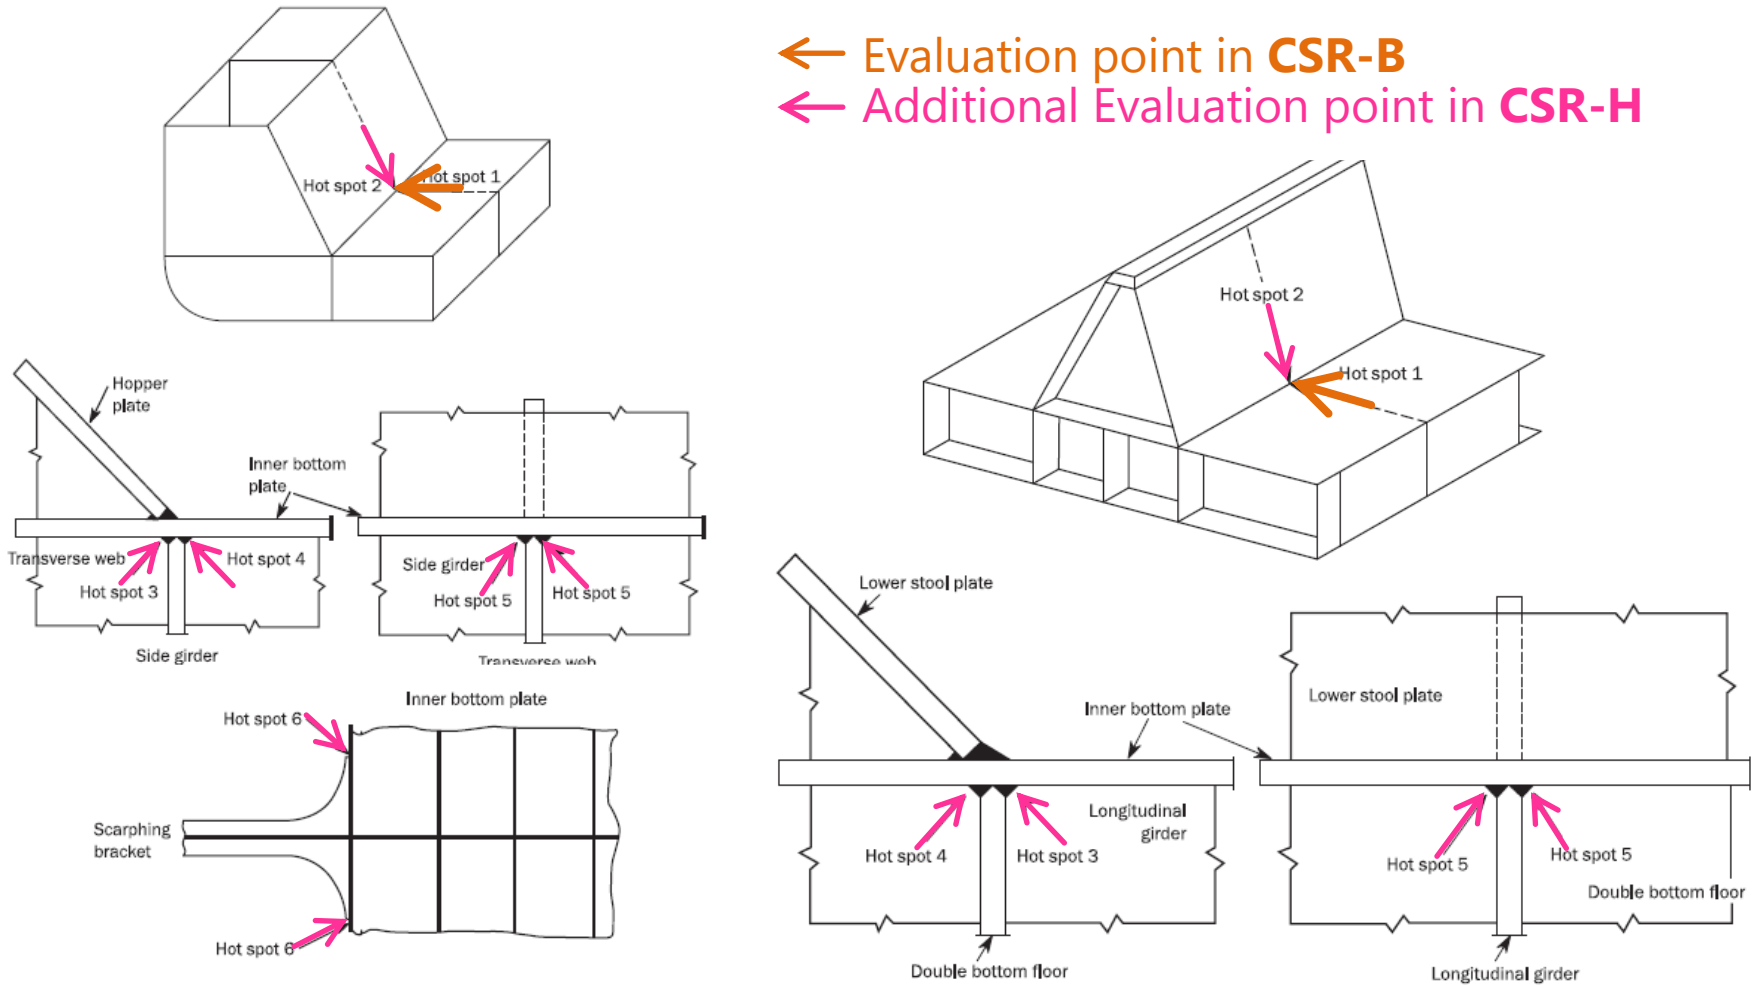 Evaluation point in CSR-B
Additional Evaluation point in CSR-H
Hot spot 2
Hot spot 1
Hot spot 2
Hot spot 1
Hopper
plate
Inner bottom
plate
Transverse web
Hot spot 3
Hot spot 4
Side girder
Side girder
Hot spot 5
Hot spot 5
Transverse web
Inner bottom plate
Hot spot 6
Scarphing
bracket
Hot spot 6
Lower stool plate
Inner bottom plate
Lower stool plate
Longitudinal
girder
Hot spot 4
Hot spot 3
Hot spot 5
Hot spot 5
Double bottom floor
Double bottom floor
Longitudinal girder